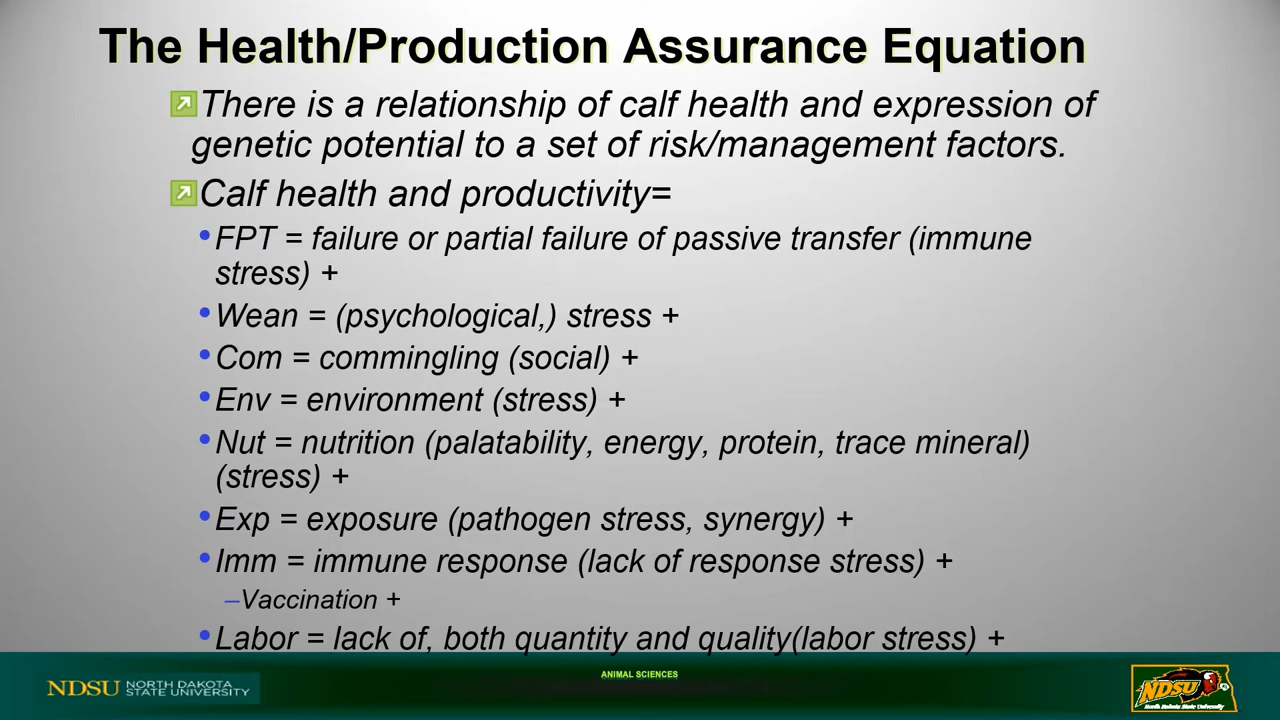 The Health/Production Assurance Equation
There is a relationship of calf health and expression of
genetic potential to a set of risk/management factors.
Calf health and productivity=
•FPT = failure or partial failure of passive transfer (immune
stress) +
•Wean = (psychological,) stress +
•Com = commingling (social) +
•Env = environment (stress) +
•Nut = nutrition (palatability, energy, protein, trace mineral)
(stress) +
•Exp = exposure (pathogen stress, synergy) +
•Imm = immune response (lack of response stress) +
–Vaccination +
•Labor = lack of, both quantity and quality(labor stress) +
ANIMAL SCIENCES
NDSU NORTH DAKOTA
STATE UNIVERSITY
NDSU
North Dakota State University